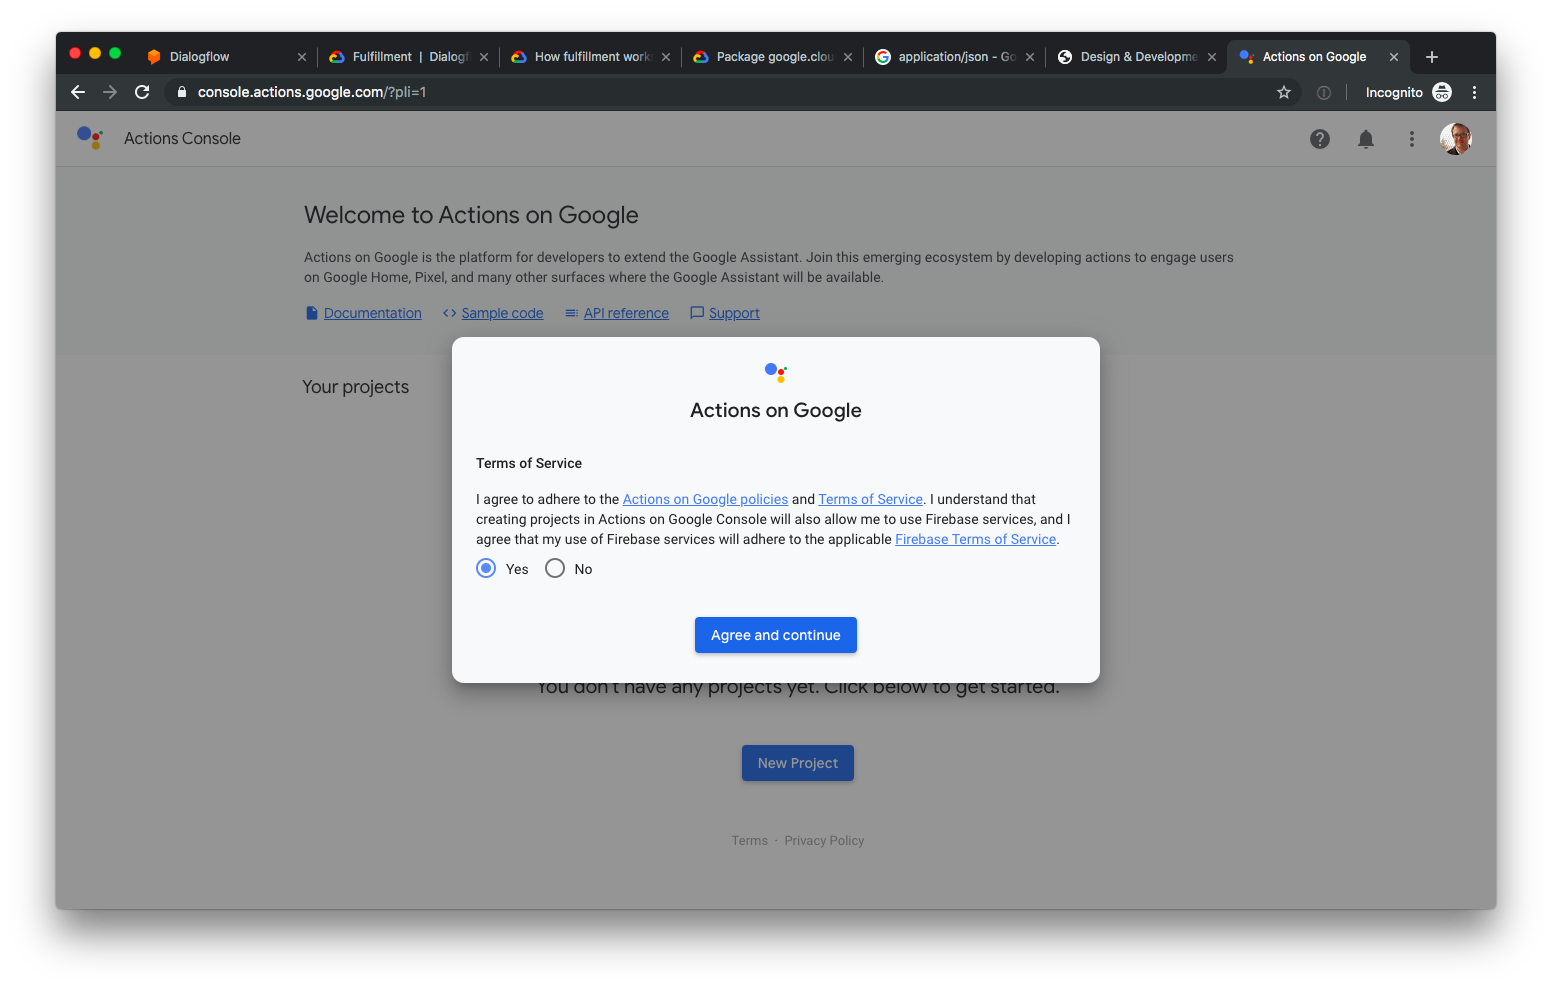 Dialogflow
Fulfillment | Dialogf
How fulfillment work
Package google.clou
application/json - Go
Design & Developme
Actions on Google
console.actions.google.com/?pli=1
Incognito
Actions Console
Welcome to Actions on Google
Actions on Google is the platform for developers to extend the Google Assistant. Join this emerging ecosystem by developing actions to engage users
on Google Home, Pixel, and many other surfaces where the Google Assistant will be available.
Documentation
Sample code
API reference
Support
Your projects
Actions on Google
Terms of Service
I agree to adhere to the Actions on Google policies and Terms of Service. I understand that
creating projects in Actions on Google Console will also allow me to use Firebase services, and I
agree that my use of Firebase services will adhere to the applicable Firebase Terms of Service.
Yes
No
Agree and continue
You don't have any projects yet. Click below to get started.
New Project
Terms · Privacy Policy